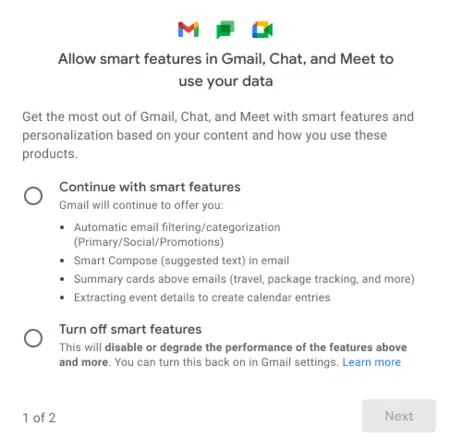 Allow smart features in Gmail, Chat, and Meet to
use your data
Get the most out of Gmail, Chat, and Meet with smart features and
personalization based on your content and how you use these
products.
Continue with smart features
Gmail will continue to offer you:
• Automatic email filtering/categorization
(Primary/Social/Promotions)
• Smart Compose (suggested text) in email
• Summary cards above emails (travel, package tracking, and more)
• Extracting event details to create calendar entries
Turn off smart features
This will disable or degrade the performance of the features above
and more. You can turn this back on in Gmail settings. Learn more
1 of 2
Next